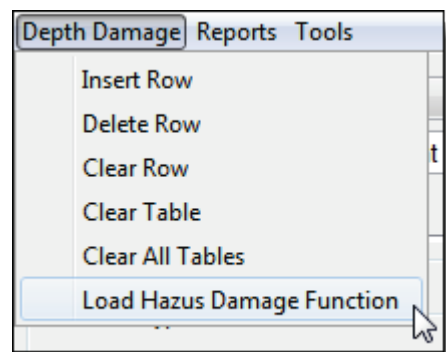 Depth Damage Reports Tools
Insert Row
Delete Row
Clear Row
Clear Table
Clear All Tables
Load Hazus Damage Function